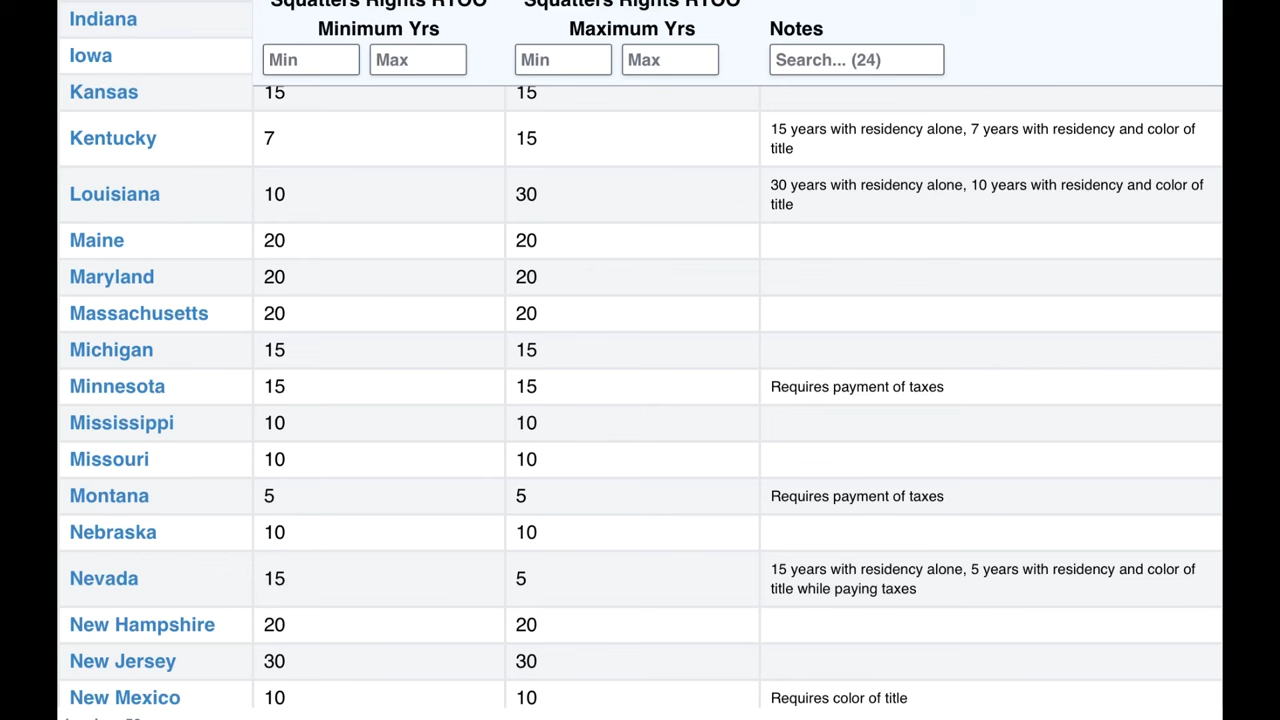 Squatters Rights RTOO Squatters Rights RTOO
Indiana
Minimum Yrs Maximum Yrs Notes
Iowa Min Max Min Max Search... (24)
Kansas 15 15
Kentucky 7 15 15 years with residency alone, 7 years with residency and color of
title
Louisiana 10 30 30 years with residency alone, 10 years with residency and color of
title
Maine 20 20
Maryland 20 20
Massachusetts 20 20
Michigan 15 15
Minnesota 15 15 Requires payment of taxes
Mississippi 10 10
Missouri 10 10
Montana 5 5 Requires payment of taxes
Nebraska 10 10
Nevada 15 5 15 years with residency alone, 5 years with residency and color of
title while paying taxes
New Hampshire 20 20
New Jersey 30 30
New Mexico 10 10 Requires color of title